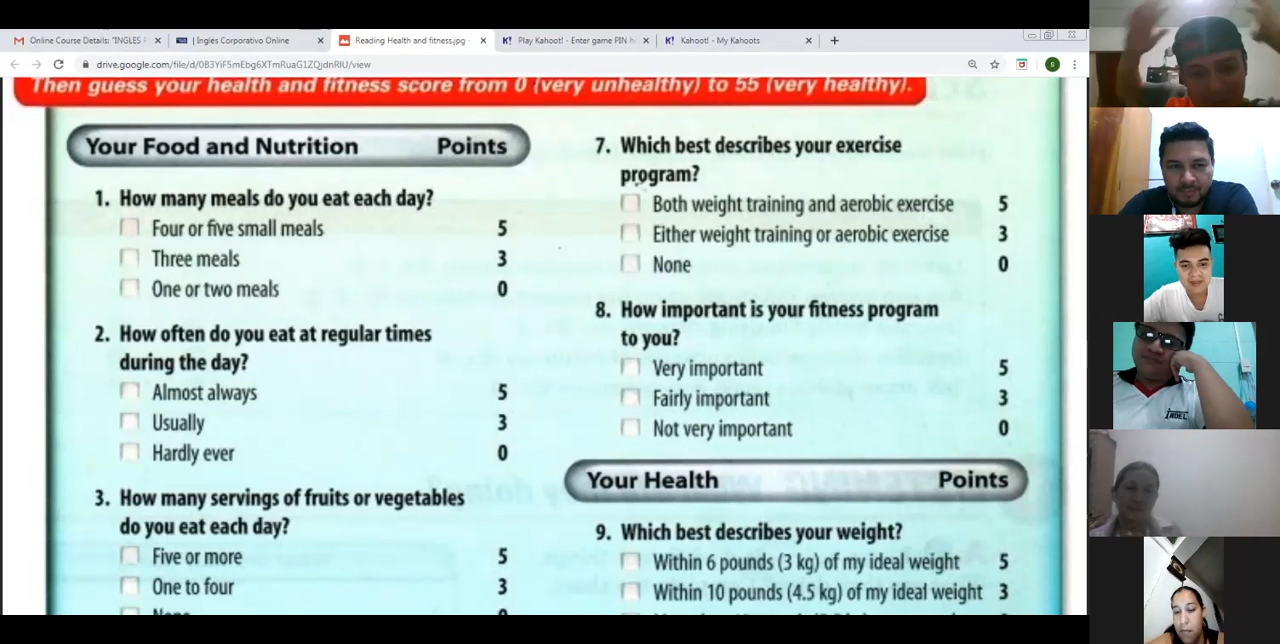 Online Course Details: "INGLES
Inglés Corporativo Online
Reading Health and fitness.jpg -
Play Kahoot! - Enter game PIN
Kahoot! - My Kahoots
drive.google.com/file/d/0B3YiF5mEbg6XTmRuaG1ZQjdnRlU/view
Then guess your health and fitness score from 0 (very unhealthy) to 55 (very healthy).
Your Food and Nutrition Points
1. How many meals do you eat each day?
Four or five small meals 5
Three meals 3
One or two meals 0
2. How often do you eat at regular times
during the day?
Almost always 5
Usually 3
Hardly ever 0
3. How many servings of fruits or vegetables
do you eat each day?
Five or more 5
One to four 3
None 0
7. Which best describes your exercise
program?
Both weight training and aerobic exercise 5
Either weight training or aerobic exercise 3
None 0
8. How important is your fitness program
to you?
Very important 5
Fairly important 3
Not very important 0
Your Health Points
9. Which best describes your weight?
Within 6 pounds (3 kg) of my ideal weight 5
Within 10 pounds (4.5 kg) of my ideal weight 3
INDEL